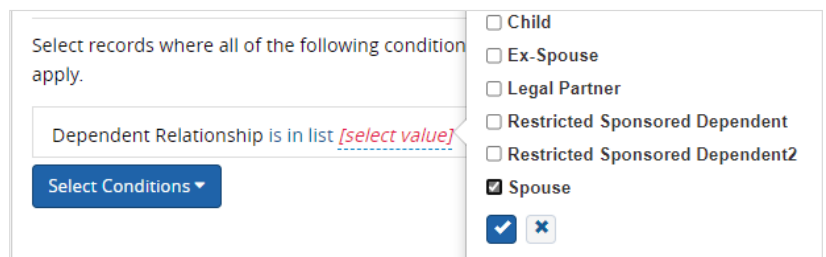 Select records where all of the following condition
apply.
Dependent Relationship is in list [select value]
Select Conditions
Child
Ex-Spouse
Legal Partner
Restricted Sponsored Dependent
Restricted Sponsored Dependent2
Spouse